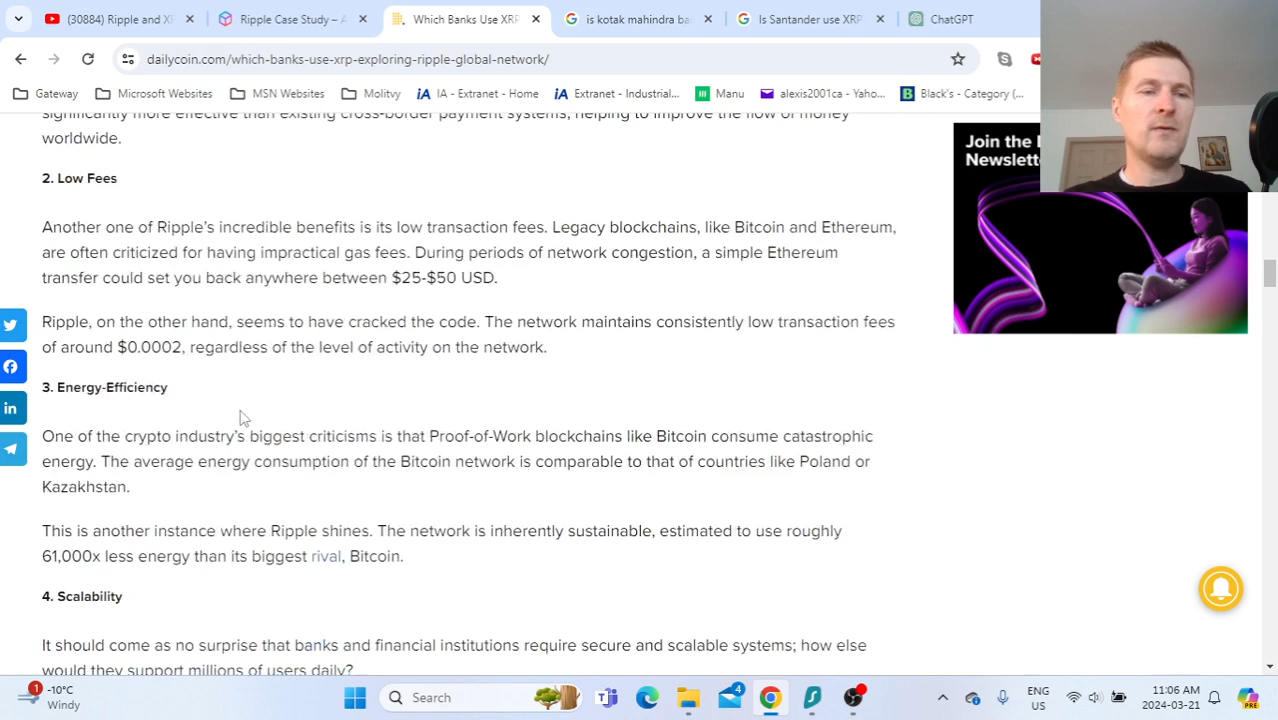 (30884) Ripple and XF
Ripple Case Study – A
Which Banks Use XRP
is kotak mahindra ba
Is Santander use XRP
ChatGPT
dailycoin.com/which-banks-use-xrp-exploring-ripple-global-network/
Gateway
Microsoft Websites
MSN Websites
Molitvy
IA - Extranet - Home
Extranet - Industrial...
Manu
alexis2001ca - Yaho...
Black's - Category (...
significantly more effective than existing cross-border payment systems, helping to improve the flow of money
worldwide.
2. Low Fees
Another one of Ripple's incredible benefits is its low transaction fees. Legacy blockchains, like Bitcoin and Ethereum,
are often criticized for having impractical gas fees. During periods of network congestion, a simple Ethereum
transfer could set you back anywhere between $25-$50 USD.
Ripple, on the other hand, seems to have cracked the code. The network maintains consistently low transaction fees
of around $0.0002, regardless of the level of activity on the network.
3. Energy-Efficiency
One of the crypto industry's biggest criticisms is that Proof-of-Work blockchains like Bitcoin consume catastrophic
energy. The average energy consumption of the Bitcoin network is comparable to that of countries like Poland or
Kazakhstan.
This is another instance where Ripple shines. The network is inherently sustainable, estimated to use roughly
61,000x less energy than its biggest rival, Bitcoin.
4. Scalability
It should come as no surprise that banks and financial institutions require secure and scalable systems; how else
would they support millions of users daily?
Join the
Newslett
1
-10°C
Windy
Search
4
ENG
US
11:06 AM
2024-03-21
PRE